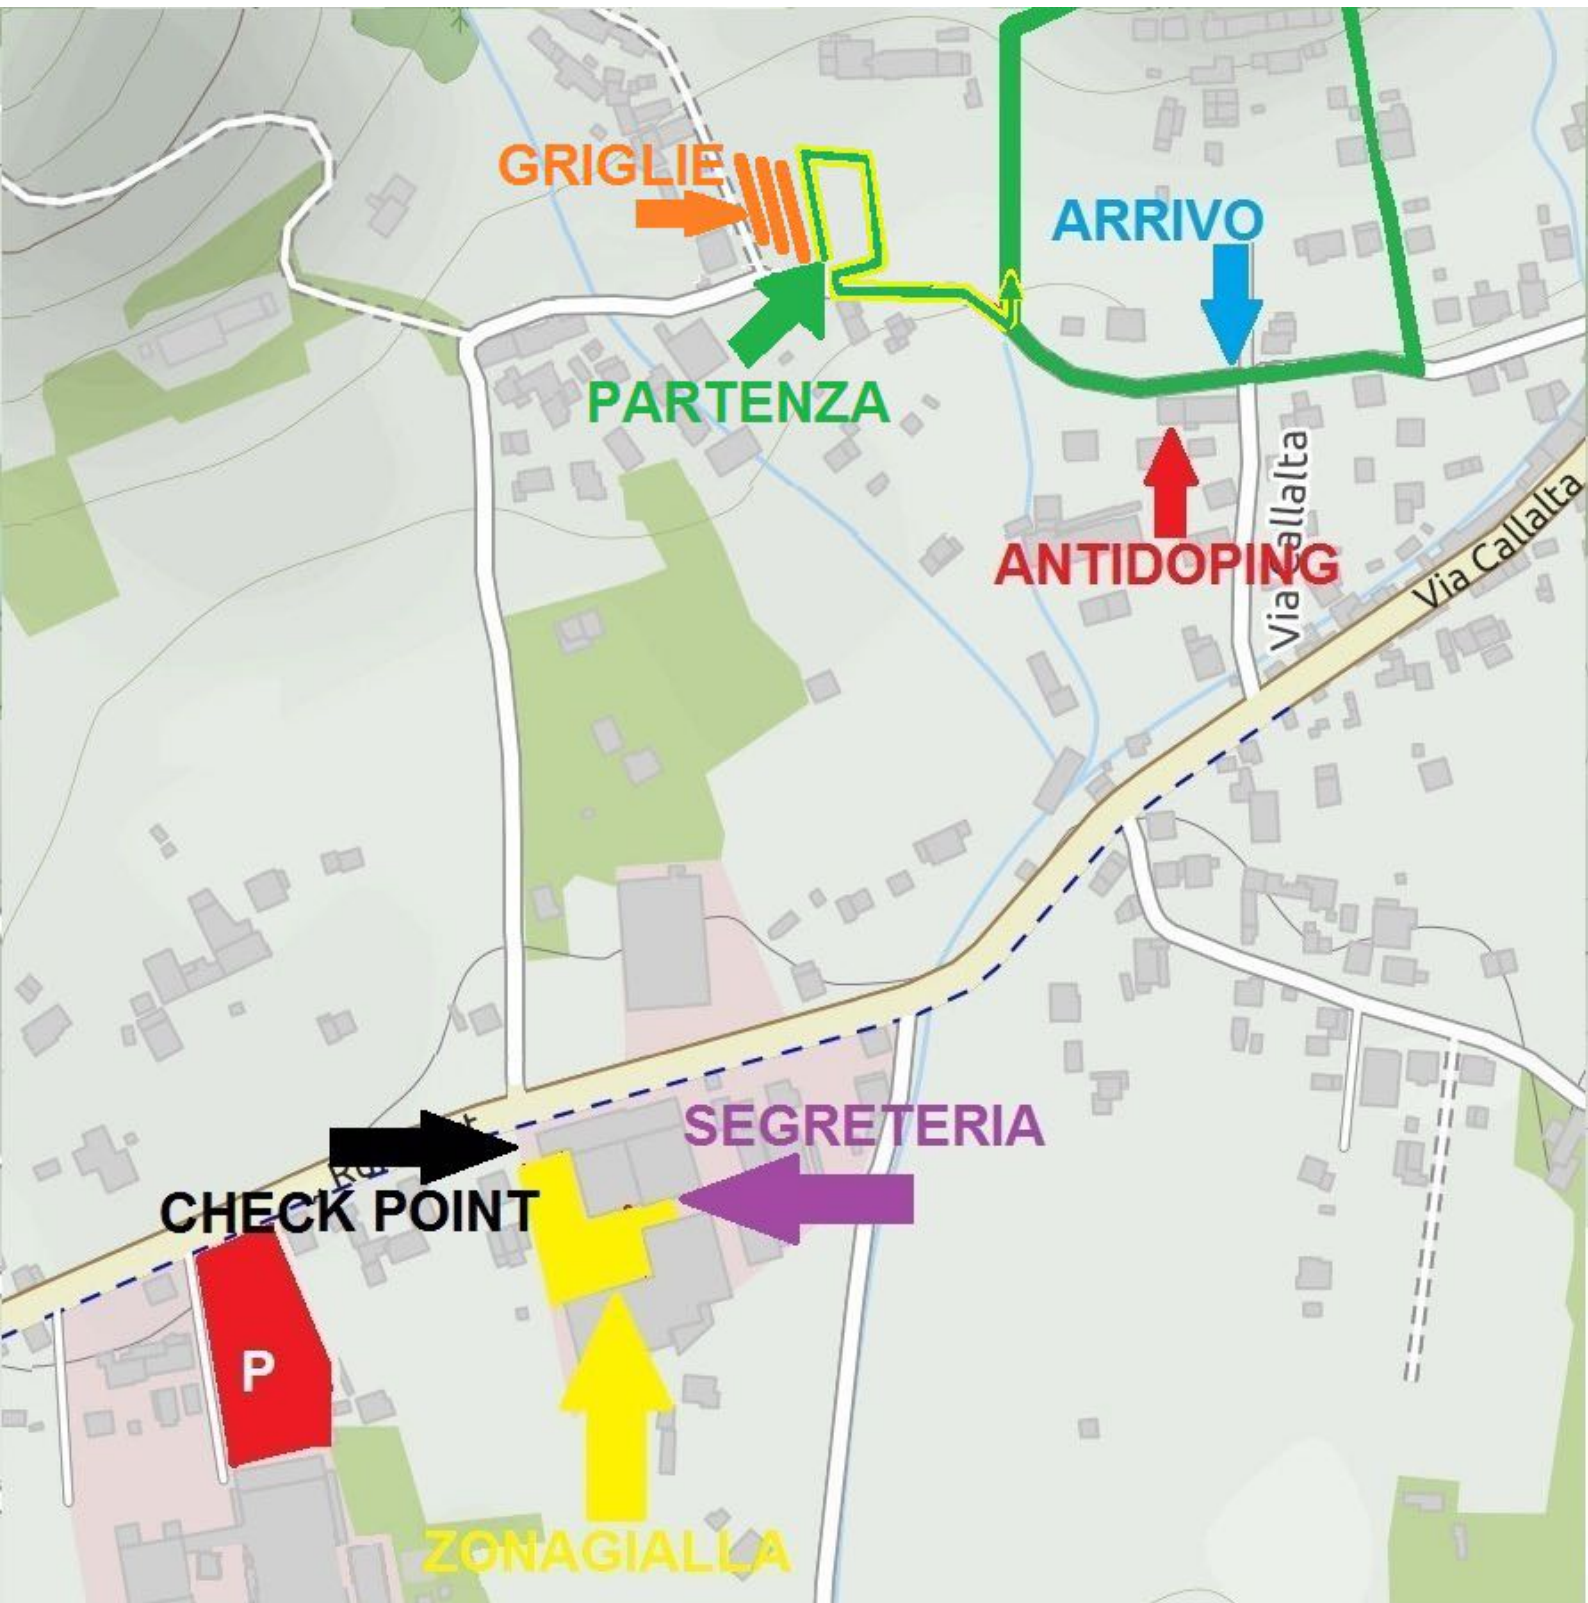 GRIGLIE
ARRIVO
PARTENZA
Via Callalta
Via Callalta
ANTIDOPING
SEGRETERIA
CHECK POINT
P
ZONAGIALLA